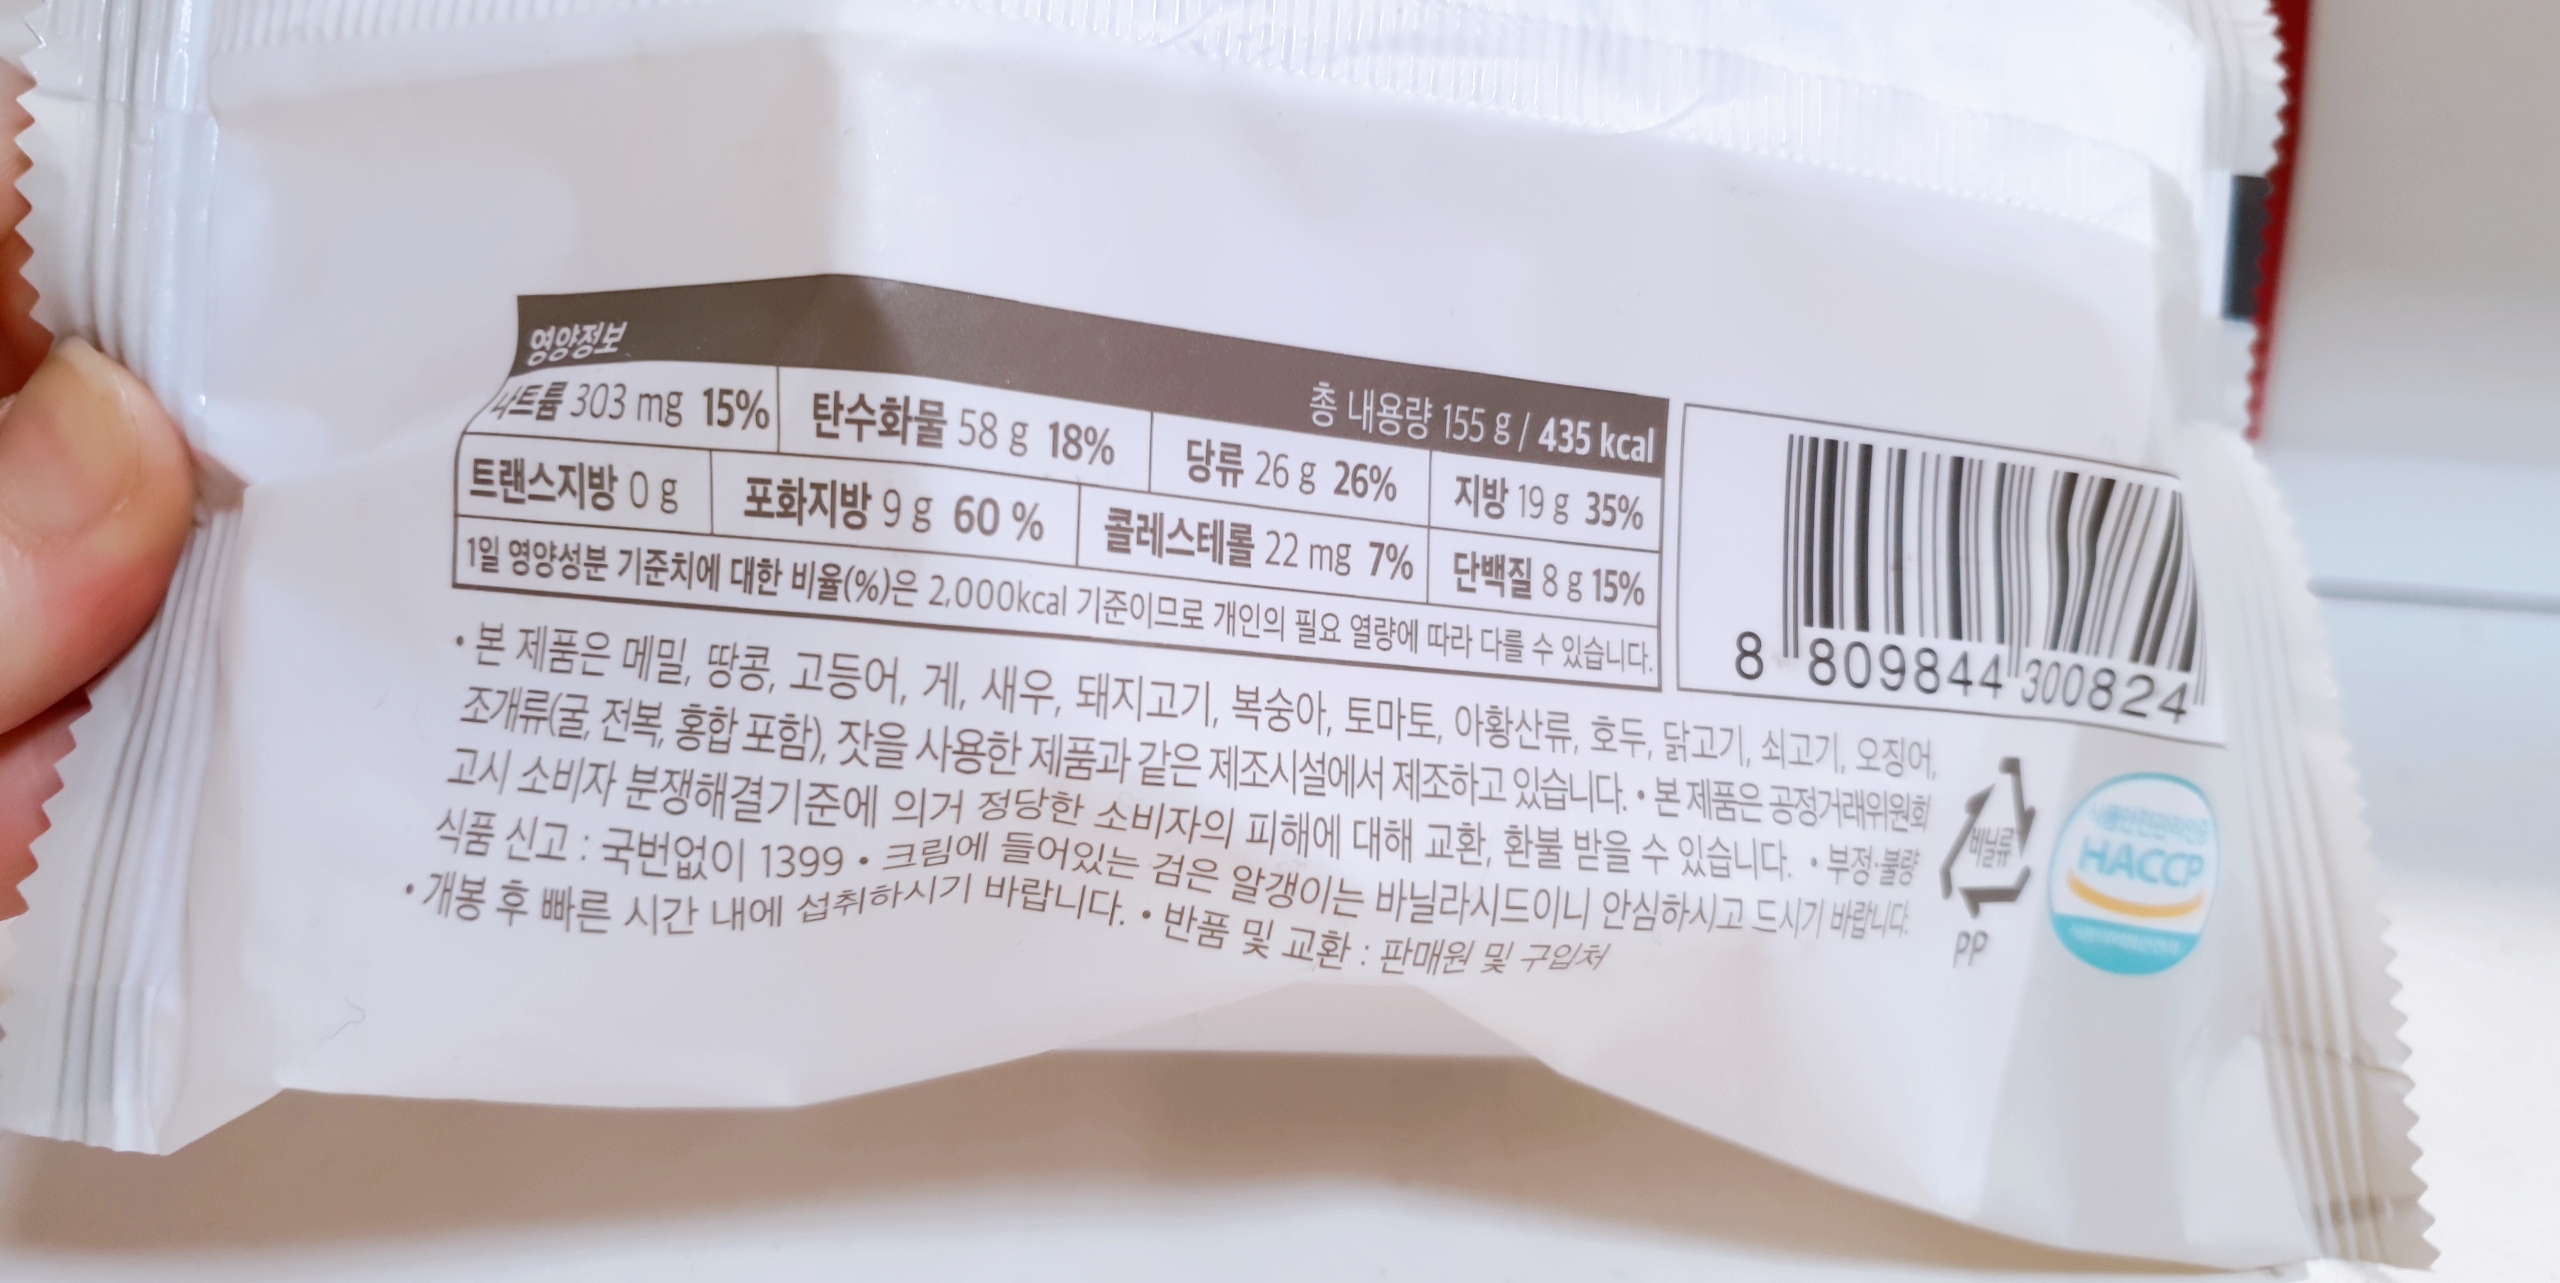 영양정보
총 내용량 155 g / 435 kcal
나트륨 303 mg 15% 탄수화물 58 g 18% 당류 26 g 26% 지방 19 g 35%
트랜스지방 0 g 포화지방 9 g 60 % 콜레스테롤 22 mg 7% 단백질 8 g 15%
1일 영양성분 기준치에 대한 비율(%)은 2,000kcal 기준이므로 개인의 필요 열량에 따라 다를 수 있습니다.
8 809844 300824
• 본 제품은 메밀, 땅콩, 고등어, 게, 새우, 돼지고기, 복숭아, 토마토, 아황산류, 호두, 닭고기, 쇠고기, 오징어,
조개류(굴, 전복, 홍합 포함), 잣을 사용한 제품과 같은 제조시설에서 제조하고 있습니다. • 본 제품은 공정거래위원회
고시 소비자 분쟁해결기준에 의거 정당한 소비자의 피해에 대해 교환, 환불 받을 수 있습니다. • 부정·불량
식품 신고 : 국번없이 1399 • 크림에 들어있는 검은 알갱이는 바닐라시드이니 안심하시고 드시기 바랍니다.
• 개봉 후 빠른 시간 내에 섭취하시기 바랍니다. • 반품 및 교환 : 판매원 및 구입처
비닐류
PP
HACCP